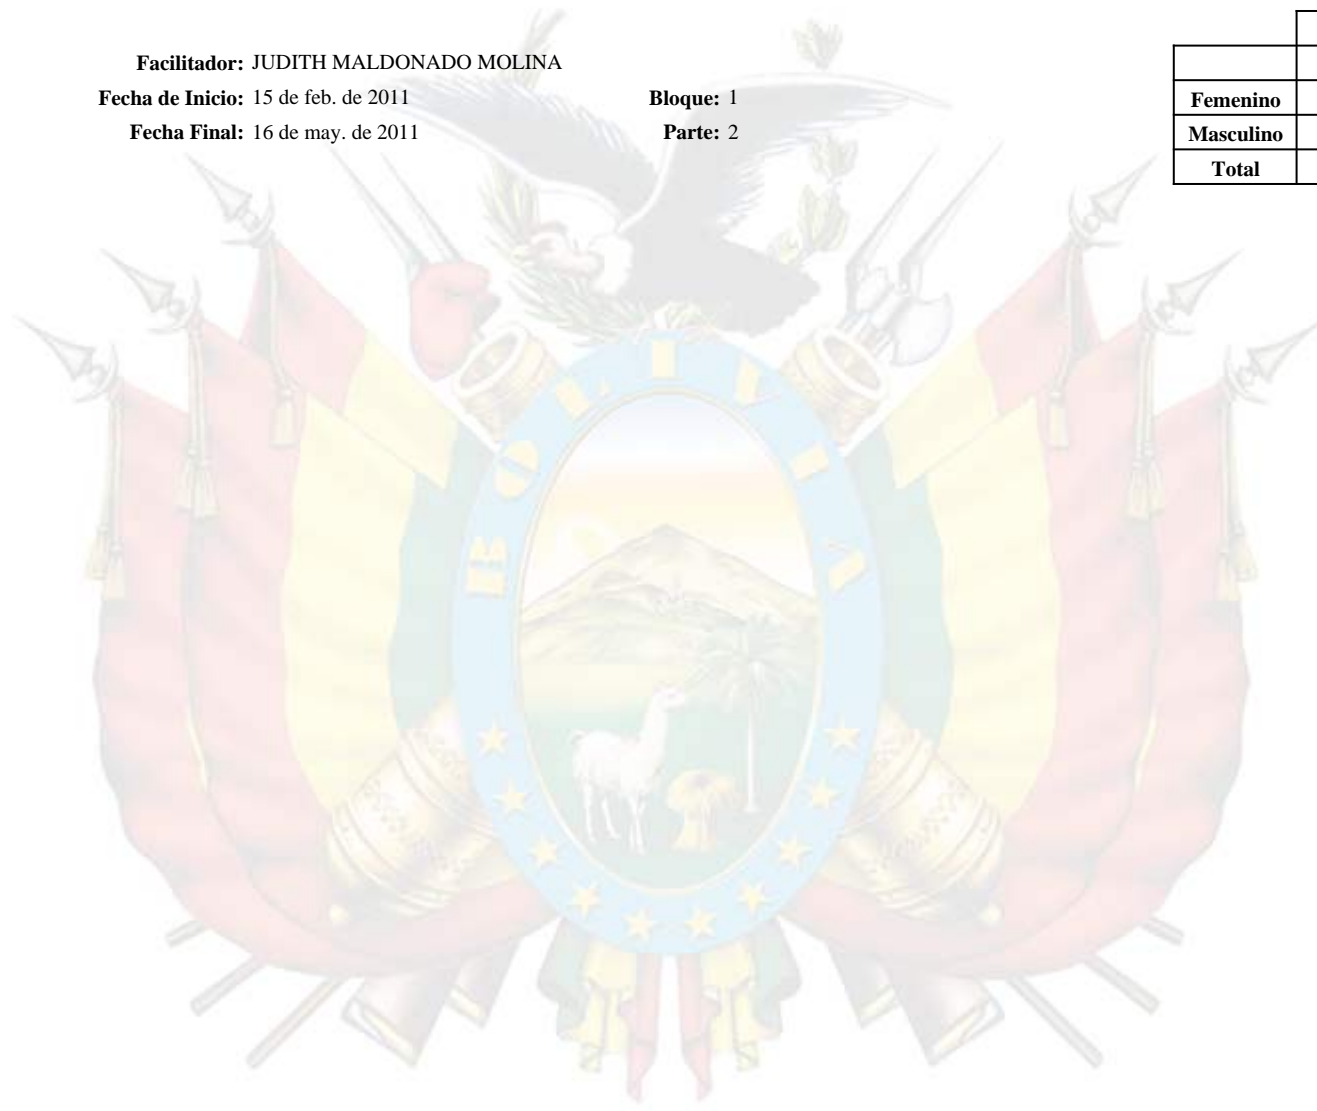 Facilitador: JUDITH MALDONADO MOLINA
Fecha de Inicio: 15 de feb. de 2011 Bloque: 1
Fecha Final: 16 de may. de 2011 Parte: 2
Femenino
Masculino
Total
BOLIVIA